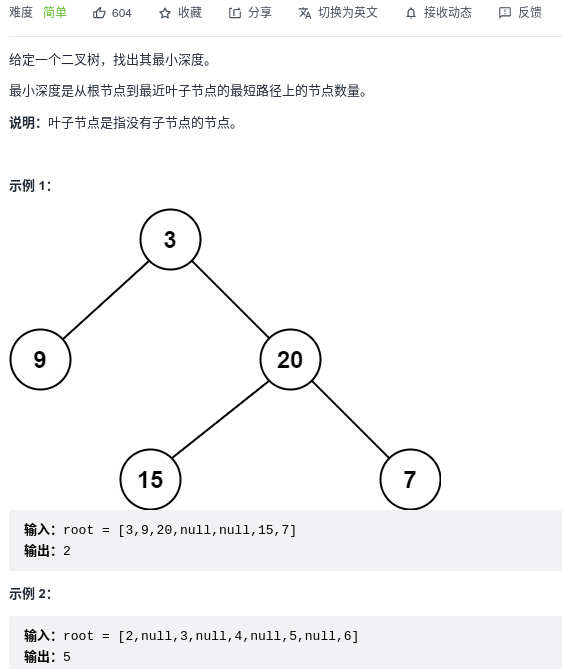 难度 简单 604 收藏 分享 切换为英文 接收动态 反馈
给定一个二叉树，找出其最小深度。
最小深度是从根节点到最近叶子节点的最短路径上的节点数量。
说明：叶子节点是指没有子节点的节点。
示例 1：
3
9 20
15 7
输入：root = [3,9,20,null,null,15,7]
输出：2
示例 2：
输入：root = [2,null,3,null,4,null,5,null,6]
输出：5